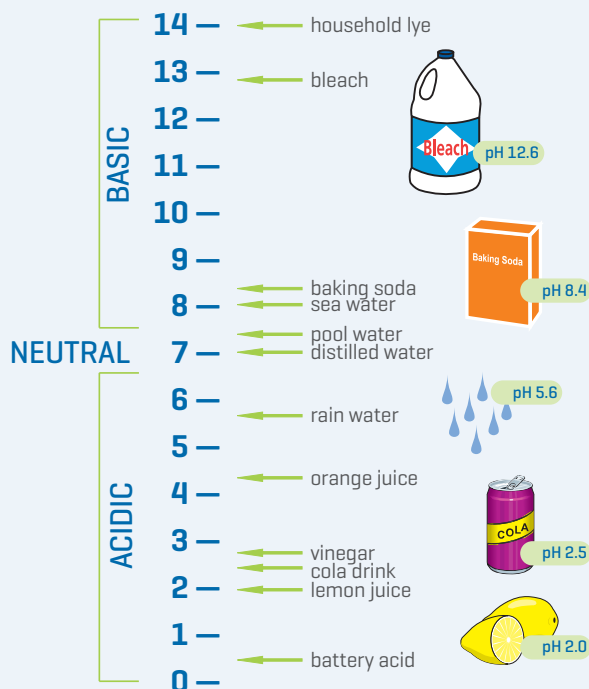 14 — household lye
13 — bleach
12 —
Bleach pH 12.6
11 —
BASIC
10 —
9 —
Baking Soda
baking soda pH 8.4
8 — sea water
pool water
NEUTRAL 7 — distilled water
6 — pH 5.6
rain water
5 —
orange juice
4 —
ACIDIC
3 — COLA
vinegar pH 2.5
cola drink
2 — lemon juice
1 —
pH 2.0
battery acid
0 —